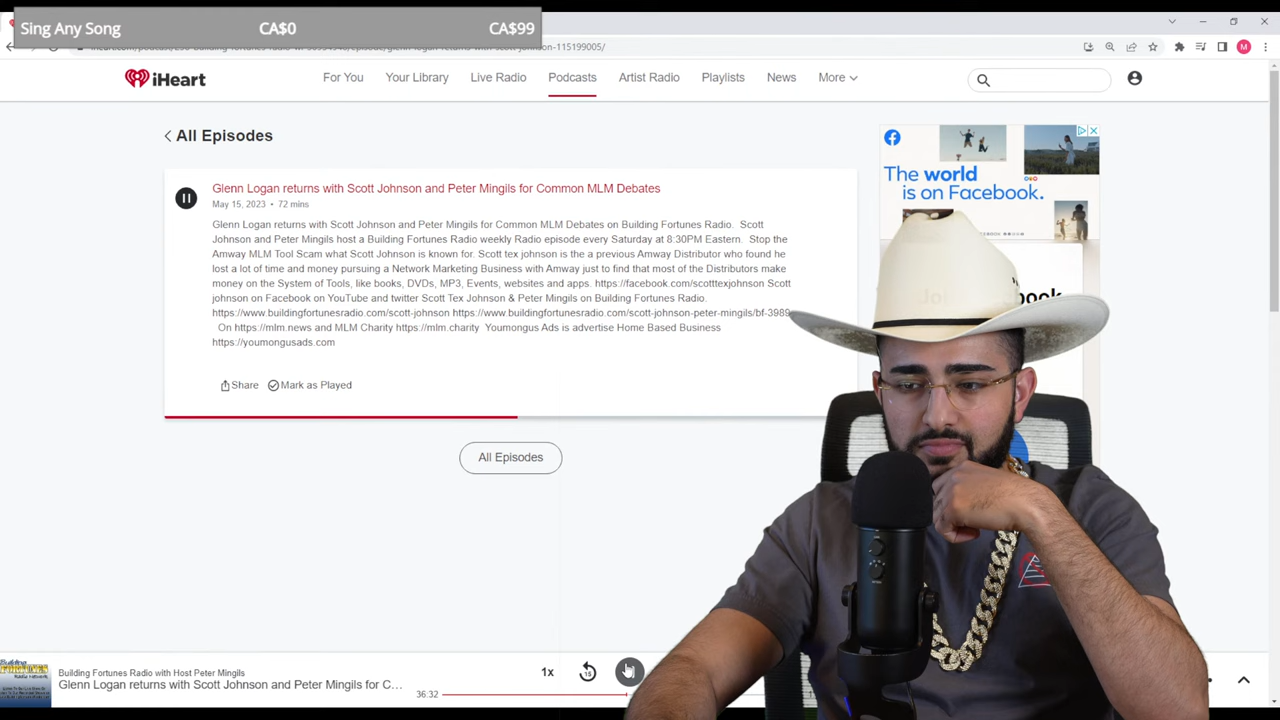 Sing Any Song CA$0 CA$99
iHeart For You Your Library Live Radio Podcasts Artist Radio Playlists News More
All Episodes
Glenn Logan returns with Scott Johnson and Peter Mingils for Common MLM Debates
May 15, 2023 • 72 mins
Glenn Logan returns with Scott Johnson and Peter Mingils for Common MLM Debates on Building Fortunes Radio. Scott
Johnson and Peter Mingils host a Building Fortunes Radio weekly Radio episode every Saturday at 8:30PM Eastern. Stop the
Amway MLM Tool Scam what Scott Johnson is known for. Scott tex johnson is the a previous Amway Distributor who found he
lost a lot of time and money pursuing a Network Marketing Business with Amway just to find that most of the Distributors make
money on the System of Tools, like books, DVDs, MP3, Events, websites and apps. https://facebook.com/scotttexjohnson Scott
johnson on Facebook on YouTube and twitter Scott Tex Johnson & Peter Mingils on Building Fortunes Radio.
https://www.buildingfortunesradio.com/scott-johnson https://www.buildingfortunesradio.com/scott-johnson-peter-mingils/bf-3989
On https://mlm.news and MLM Charity https://mlm.charity Youmongus Ads is advertise Home Based Business
https://youmongusads.com
Share Mark as Played
All Episodes
The world
is on Facebook.
M
Building Fortunes Radio with Host Peter Mingils
Glenn Logan returns with Scott Johnson and Peter Mingils for C...
1x
15
36:32